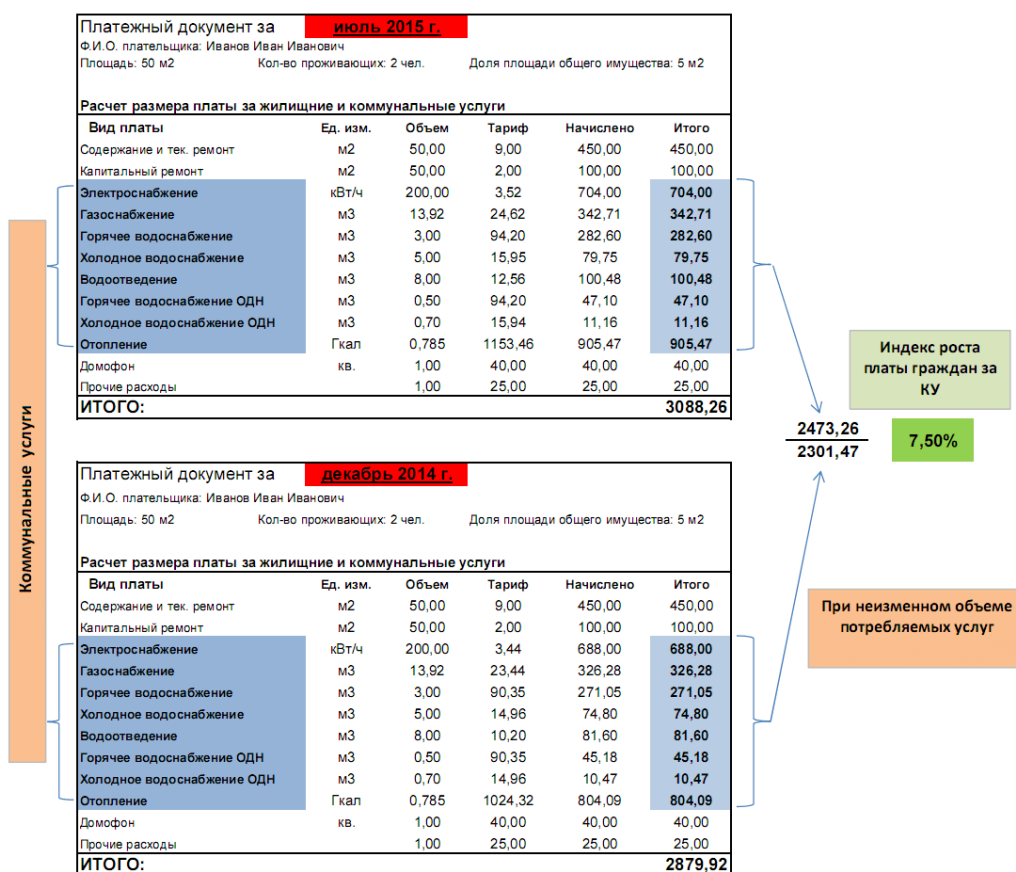 Платежный документ за июль 2015 г.
Ф.И.О. плательщика: Иванов Иван Иванович
Площадь: 50 м2 Кол-во проживающих: 2 чел. Доля площади общего имущества: 5 м2
Расчет размера платы за жилищние и коммунальные услуги
Вид платы Ед. изм. Объем Тариф Начислено Итого
Содержание и тек. ремонт м2 50,00 9,00 450,00 450,00
Капитальный ремонт м2 50,00 2,00 100,00 100,00
Электроснабжение кВт/ч 200,00 3,52 704,00 704,00
Газоснабжение м3 13,92 24,62 342,71 342,71
Горячее водоснабжение м3 3,00 94,20 282,60 282,60
Холодное водоснабжение м3 5,00 15,95 79,75 79,75
Водоотведение м3 8,00 12,56 100,48 100,48
Горячее водоснабжение ОДН м3 0,50 94,20 47,10 47,10
Холодное водоснабжение ОДН м3 0,70 15,94 11,16 11,16
Отопление Гкал 0,785 1153,46 905,47 905,47
Домофон кв. 1,00 40,00 40,00 40,00
Прочие расходы 1,00 25,00 25,00 25,00
ИТОГО: 3088,26
Коммунальные услуги
Индекс роста
платы граждан за
КУ
2473,26
2301,47
7,50%
Платежный документ за декабрь 2014 г.
Ф.И.О. плательщика: Иванов Иван Иванович
Площадь: 50 м2 Кол-во проживающих: 2 чел. Доля площади общего имущества: 5 м2
Расчет размера платы за жилищние и коммунальные услуги
Вид платы Ед. изм. Объем Тариф Начислено Итого
Содержание и тек. ремонт м2 50,00 9,00 450,00 450,00
Капитальный ремонт м2 50,00 2,00 100,00 100,00
Электроснабжение кВт/ч 200,00 3,44 688,00 688,00
Газоснабжение м3 13,92 23,44 326,28 326,28
Горячее водоснабжение м3 3,00 90,35 271,05 271,05
Холодное водоснабжение м3 5,00 14,96 74,80 74,80
Водоотведение м3 8,00 10,20 81,60 81,60
Горячее водоснабжение ОДН м3 0,50 90,35 45,18 45,18
Холодное водоснабжение ОДН м3 0,70 14,96 10,47 10,47
Отопление Гкал 0,785 1024,32 804,09 804,09
Домофон кв. 1,00 40,00 40,00 40,00
Прочие расходы 1,00 25,00 25,00 25,00
ИТОГО: 2879,92
При неизменном объеме
потребляемых услуг